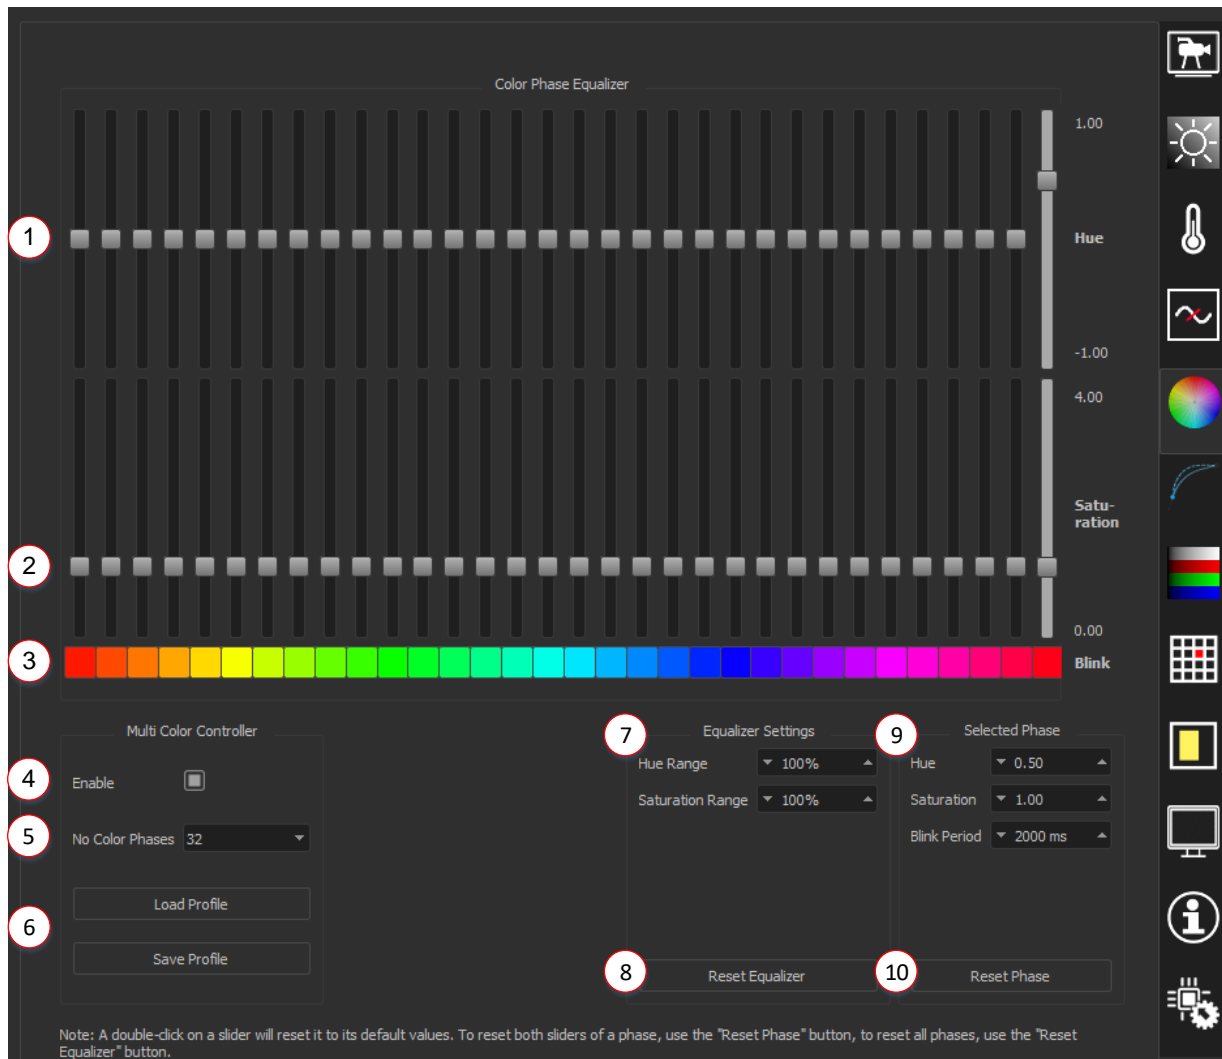 Color Phase Equalizer
1.00
1
Hue
-1.00
4.00
Satu-
ration
2
0.00
3
Blink
Multi Color Controller
7
Equalizer Settings
9
Selected Phase
Hue Range
100%
Hue
0.50
4
Enable
Saturation Range
100%
Saturation
1.00
5
No Color Phases
32
Blink Period
2000 ms
Load Profile
6
Save Profile
8
Reset Equalizer
10
Reset Phase
Note: A double-click on a slider will reset it to its default values. To reset both sliders of a phase, use the "Reset Phase" button, to reset all phases, use the "Reset
Equalizer" button.